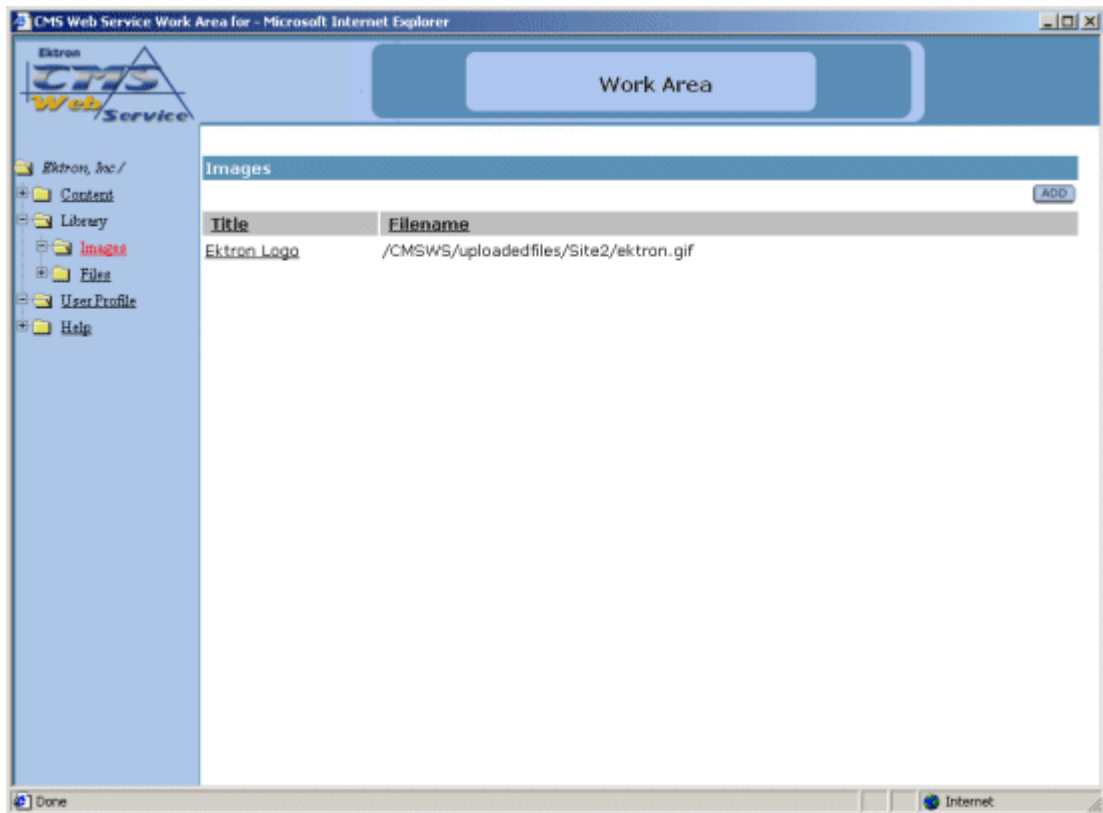 CMS Web Service Work Area for - Microsoft Internet Explorer
Ektron
CMS
Web
Service
Work Area
Ektron, Inc /
Content
Library
Images
Files
User Profile
Help
Images
ADD
Title Filename
Ektron Logo /CMSWS/uploadedfiles/Site2/ektron.gif
Done
Internet